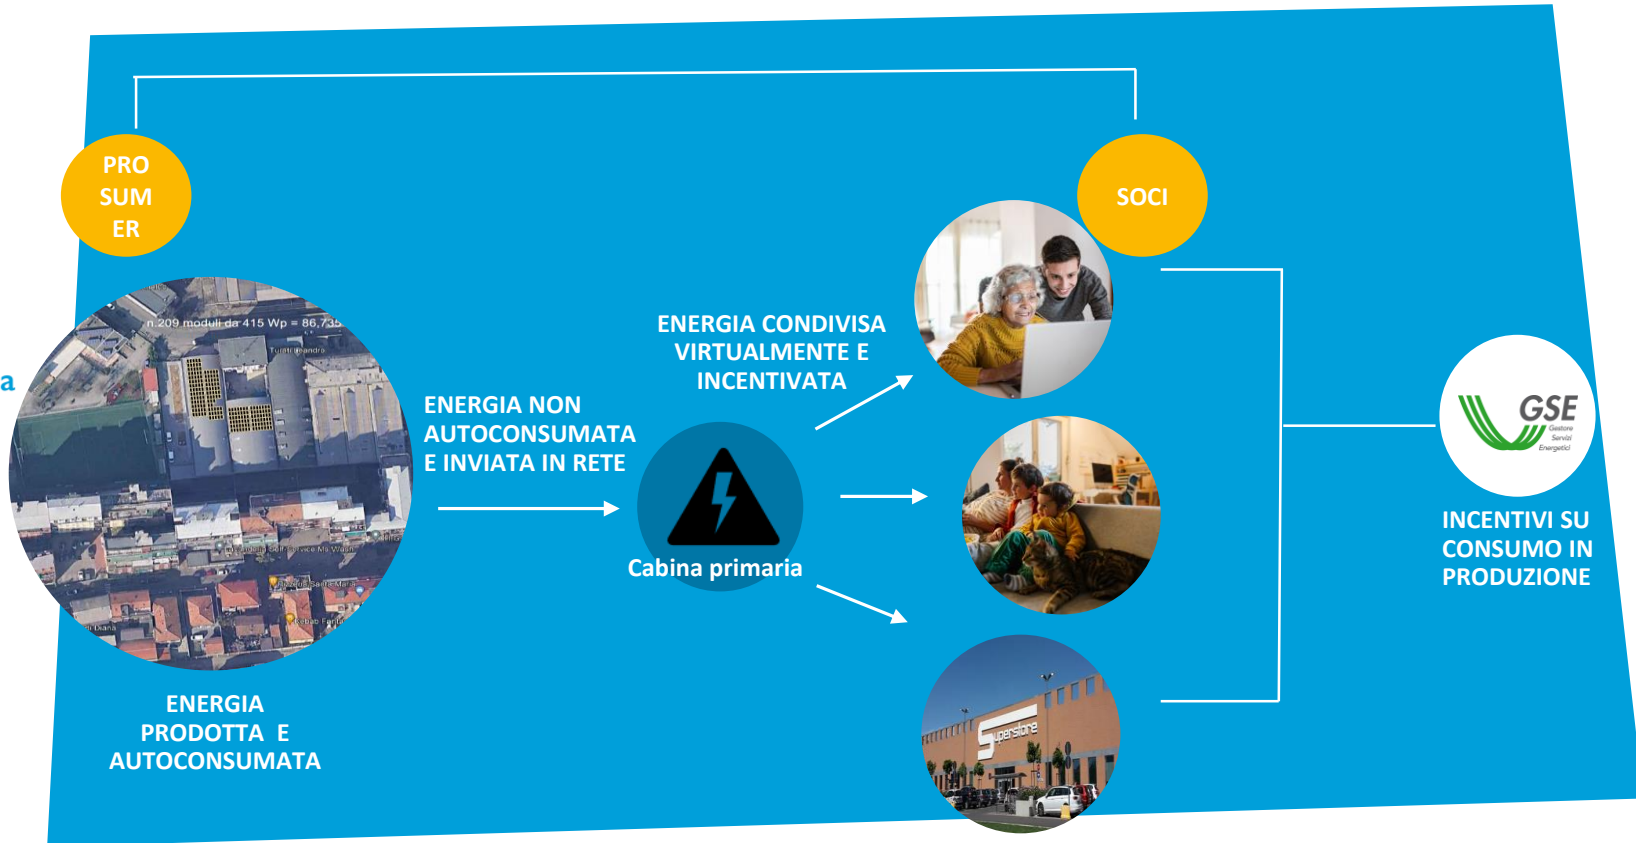 PRO
SUM
ER
SOCI
n.209 moduli da 415 Wp = 86,735
a
ENERGIA CONDIVISA
VIRTUALMENTE E
INCENTIVATA
ENERGIA NON
AUTOCONSUMATA
E INVIATA IN RETE
Cabina primaria
GSE
Gestore
Servizi
Energetici
INCENTIVI SU
CONSUMO IN
PRODUZIONE
Superstore
ENERGIA
PRODOTTA E
AUTOCONSUMATA